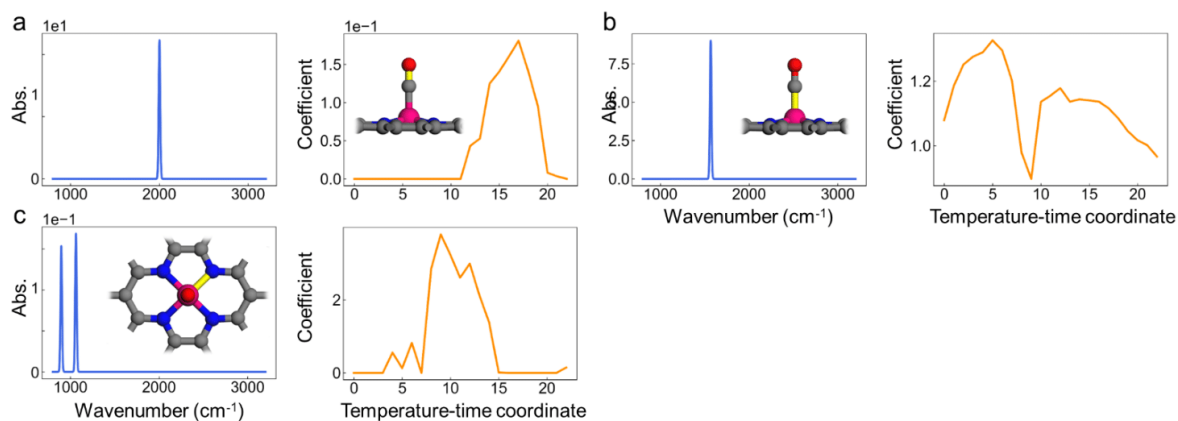 a
1e1
Abs.
1
0
1000 2000 3000
1e−1
Coefficient
1.5
1.0
0.5
0.0
0 5 10 15 20
b
Abs.
7.5
5.0
2.5
0
1000 2000 3000
Wavenumber (cm⁻¹)
Coefficient
1.2
1.0
0 5 10 15 20
Temperature-time coordinate
c
1e−1
Abs.
1
0
1000 2000 3000
Wavenumber (cm⁻¹)
Coefficient
2
0
0 5 10 15 20
Temperature-time coordinate